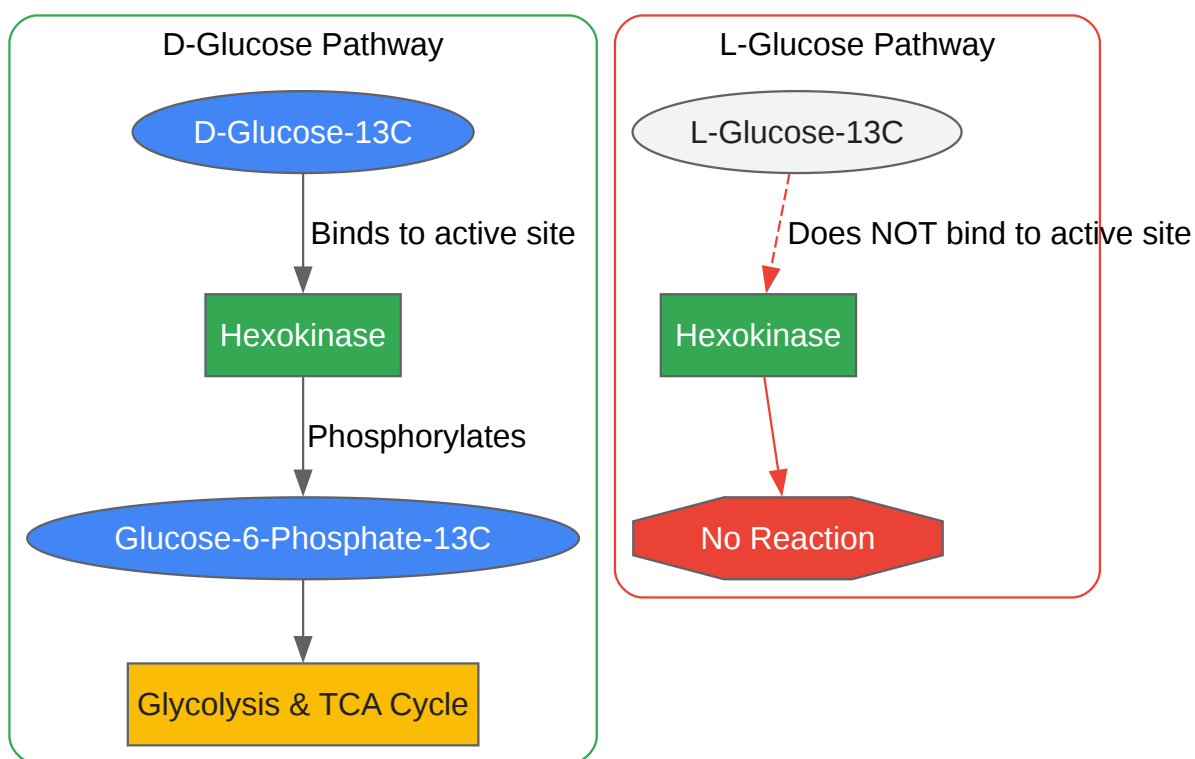 D-Glucose Pathway
D-Glucose-13C
Binds to active site
Hexokinase
Phosphorylates
Glucose-6-Phosphate-13C
Glycolysis & TCA Cycle
L-Glucose Pathway
L-Glucose-13C
Does NOT bind to active site
Hexokinase
No Reaction